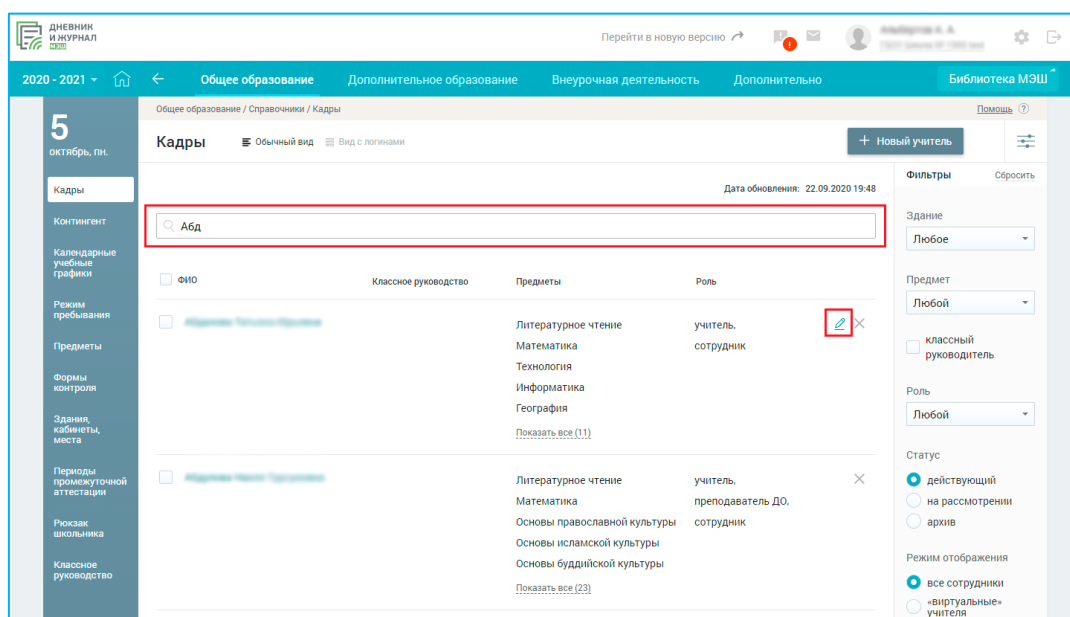 ДНЕВНИК
И ЖУРНАЛ
МЭШ
Перейти в новую версию
2020 - 2021
Общее образование
Дополнительное образование
Внеурочная деятельность
Дополнительно
Библиотека МЭШ
5
октябрь, пн.
Общее образование / Справочники / Кадры
Помощь ?
Кадры
Обычный вид
Вид с логинами
+ Новый учитель
Дата обновления: 22.09.2020 19:48
Абд
ФИО
Классное руководство
Предметы
Роль
Литературное чтение
учитель,
Математика
сотрудник
Технология
Информатика
География
Показать все (11)
Литературное чтение
учитель,
Математика
преподаватель ДО,
Основы православной культуры
сотрудник
Основы исламской культуры
Основы буддийской культуры
Показать все (23)
Кадры
Контингент
Календарные
учебные
графики
Режим
пребывания
Предметы
Формы
контроля
Здания,
кабинеты,
места
Периоды
промежуточной
аттестации
Рюкзак
школьника
Классное
руководство
Фильтры
Сбросить
Здание
Любое
Предмет
Любой
классный
руководитель
Роль
Любой
Статус
действующий
на рассмотрении
архив
Режим отображения
все сотрудники
«виртуальные»
учителя